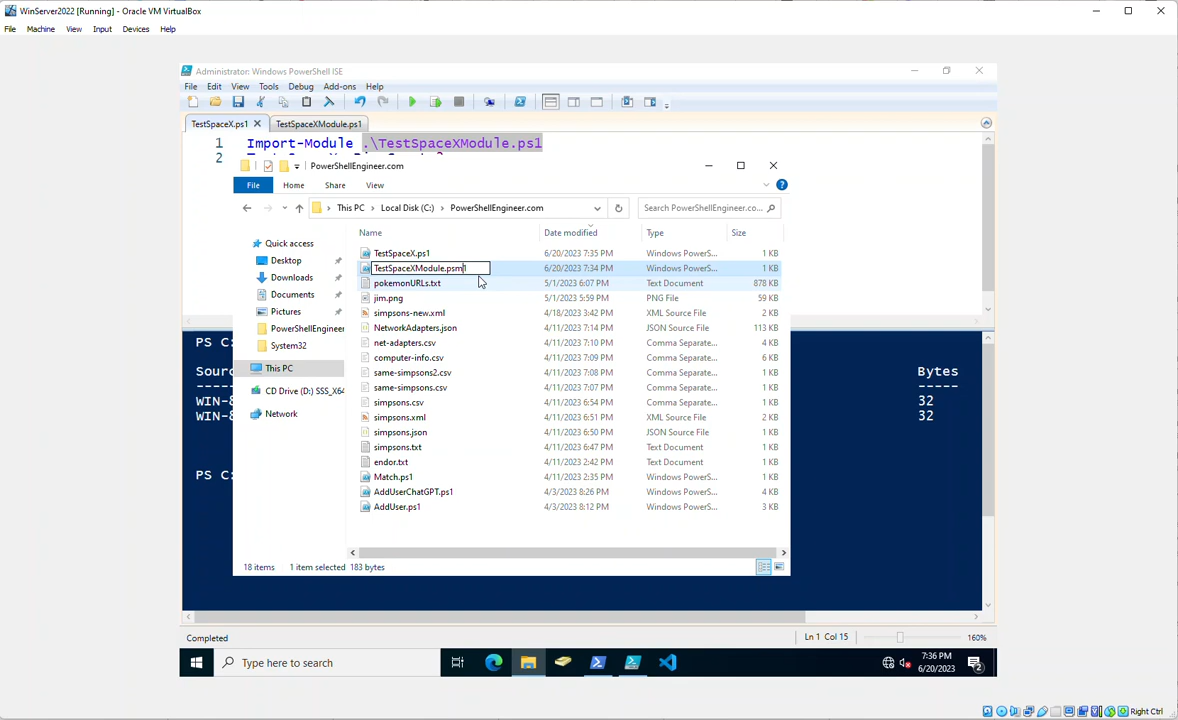 WinServer2022 [Running] - Oracle VM VirtualBox
File Machine View Input Devices Help
Administrator: Windows PowerShell ISE
File Edit View Tools Debug Add-ons Help
TestSpaceX.ps1 TestSpaceXModule.ps1
1 Import-Module .\TestSpaceXModule.ps1
2
PowerShellEngineer.com
File Home Share View
This PC Local Disk (C:) PowerShellEngineer.com Search PowerShellEngineer.co...
Name Date modified Type Size
Quick access
Desktop
Downloads
Documents
Pictures
PowerShellEngineer
System32
This PC
CD Drive (D:) SSS_X64
Network
TestSpaceX.ps1 6/20/2023 7:35 PM Windows PowerS... 1 KB
TestSpaceXModule.psm1 6/20/2023 7:34 PM Windows PowerS... 1 KB
pokemonURLs.txt 5/1/2023 6:07 PM Text Document 878 KB
jim.png 5/1/2023 5:59 PM PNG File 59 KB
simpsons-new.xml 4/18/2023 3:42 PM XML Source File 2 KB
NetworkAdapters.json 4/11/2023 7:14 PM JSON Source File 113 KB
net-adapters.csv 4/11/2023 7:10 PM Comma Separate... 4 KB
computer-info.csv 4/11/2023 7:09 PM Comma Separate... 6 KB
same-simpsons2.csv 4/11/2023 7:08 PM Comma Separate... 1 KB
same-simpsons.csv 4/11/2023 7:07 PM Comma Separate... 1 KB
simpsons.csv 4/11/2023 6:54 PM Comma Separate... 1 KB
simpsons.xml 4/11/2023 6:51 PM XML Source File 2 KB
simpsons.json 4/11/2023 6:50 PM JSON Source File 1 KB
simpsons.txt 4/11/2023 6:47 PM Text Document 1 KB
endor.txt 4/11/2023 2:42 PM Text Document 1 KB
Match.ps1 4/11/2023 2:35 PM Windows PowerS... 1 KB
AddUserChatGPT.ps1 4/3/2023 8:26 PM Windows PowerS... 4 KB
AddUser.ps1 4/3/2023 8:12 PM Windows PowerS... 3 KB
18 items 1 item selected 183 bytes
PS C:
Sourc Bytes
----- -----
WIN-8 32
WIN-8 32
PS C:
Completed Ln 1 Col 15 160%
Type here to search 7:36 PM
6/20/2023 2
Right Ctrl